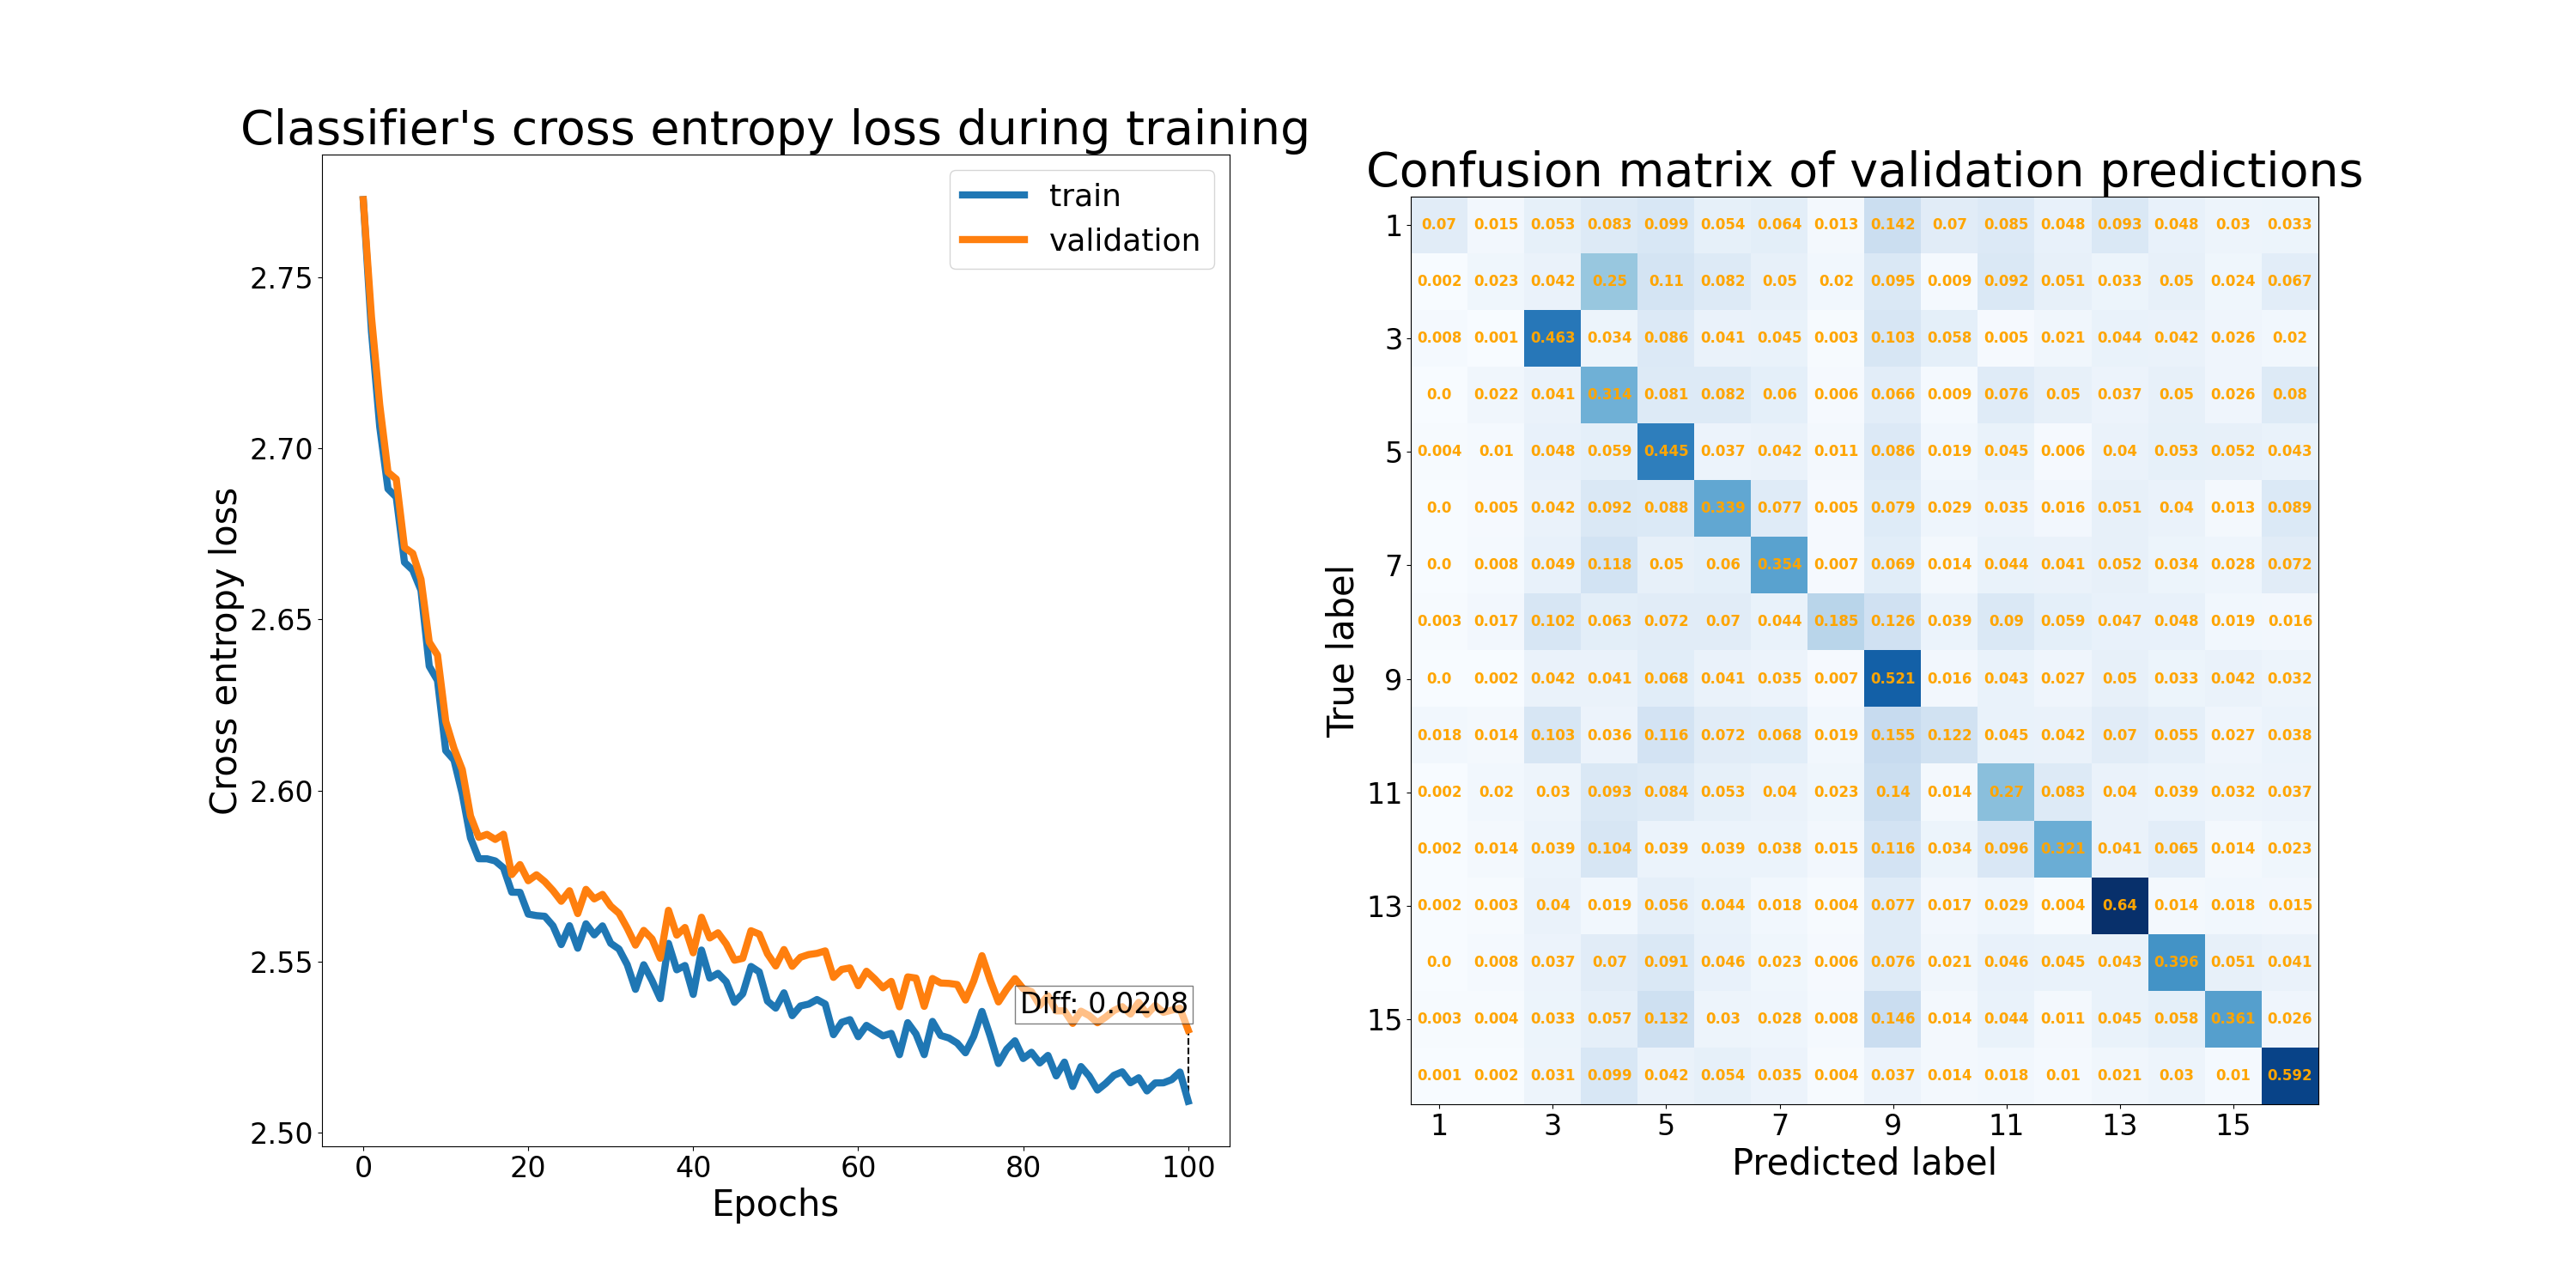 Classifier's cross entropy loss during training
train
validation
Cross entropy loss
2.75
2.70
2.65
2.60
2.55
2.50
Diff: 0.0208
0 20 40 60 80 100
Epochs
Confusion matrix of validation predictions
True label
1 0.07 0.015 0.053 0.083 0.099 0.054 0.064 0.013 0.142 0.07 0.085 0.048 0.093 0.048 0.03 0.033
0.002 0.023 0.042 0.25 0.11 0.082 0.05 0.02 0.095 0.009 0.092 0.051 0.033 0.05 0.024 0.067
3 0.008 0.001 0.463 0.034 0.086 0.041 0.045 0.003 0.103 0.058 0.005 0.021 0.044 0.042 0.026 0.02
0.0 0.022 0.041 0.314 0.081 0.082 0.06 0.006 0.066 0.009 0.076 0.05 0.037 0.05 0.026 0.08
5 0.004 0.01 0.048 0.059 0.445 0.037 0.042 0.011 0.086 0.019 0.045 0.006 0.04 0.053 0.052 0.043
0.0 0.005 0.042 0.092 0.088 0.339 0.077 0.005 0.079 0.029 0.035 0.016 0.051 0.04 0.013 0.089
7 0.0 0.008 0.049 0.118 0.05 0.06 0.354 0.007 0.069 0.014 0.044 0.041 0.052 0.034 0.028 0.072
0.003 0.017 0.102 0.063 0.072 0.07 0.044 0.185 0.126 0.039 0.09 0.059 0.047 0.048 0.019 0.016
9 0.0 0.002 0.042 0.041 0.068 0.041 0.035 0.007 0.521 0.016 0.043 0.027 0.05 0.033 0.042 0.032
0.018 0.014 0.103 0.036 0.116 0.072 0.068 0.019 0.155 0.122 0.045 0.042 0.07 0.055 0.027 0.038
11 0.002 0.02 0.03 0.093 0.084 0.053 0.04 0.023 0.14 0.014 0.27 0.083 0.04 0.039 0.032 0.037
0.002 0.014 0.039 0.104 0.039 0.039 0.038 0.015 0.116 0.034 0.096 0.321 0.041 0.065 0.014 0.023
13 0.002 0.003 0.04 0.019 0.056 0.044 0.018 0.004 0.077 0.017 0.029 0.004 0.64 0.014 0.018 0.015
0.0 0.008 0.037 0.07 0.091 0.046 0.023 0.006 0.076 0.021 0.046 0.045 0.043 0.396 0.051 0.041
15 0.003 0.004 0.033 0.057 0.132 0.03 0.028 0.008 0.146 0.014 0.044 0.011 0.045 0.058 0.361 0.026
0.001 0.002 0.031 0.099 0.042 0.054 0.035 0.004 0.037 0.014 0.018 0.01 0.021 0.03 0.01 0.592
1 3 5 7 9 11 13 15
Predicted label